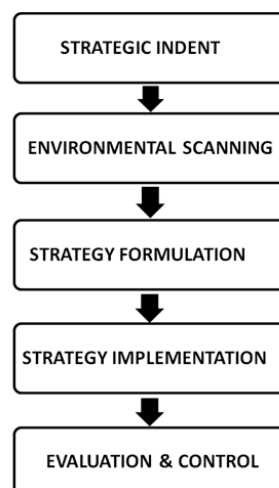 STRATEGIC INDENT
ENVIRONMENTAL SCANNING
STRATEGY FORMULATION
STRATEGY IMPLEMENTATION
EVALUATION & CONTROL